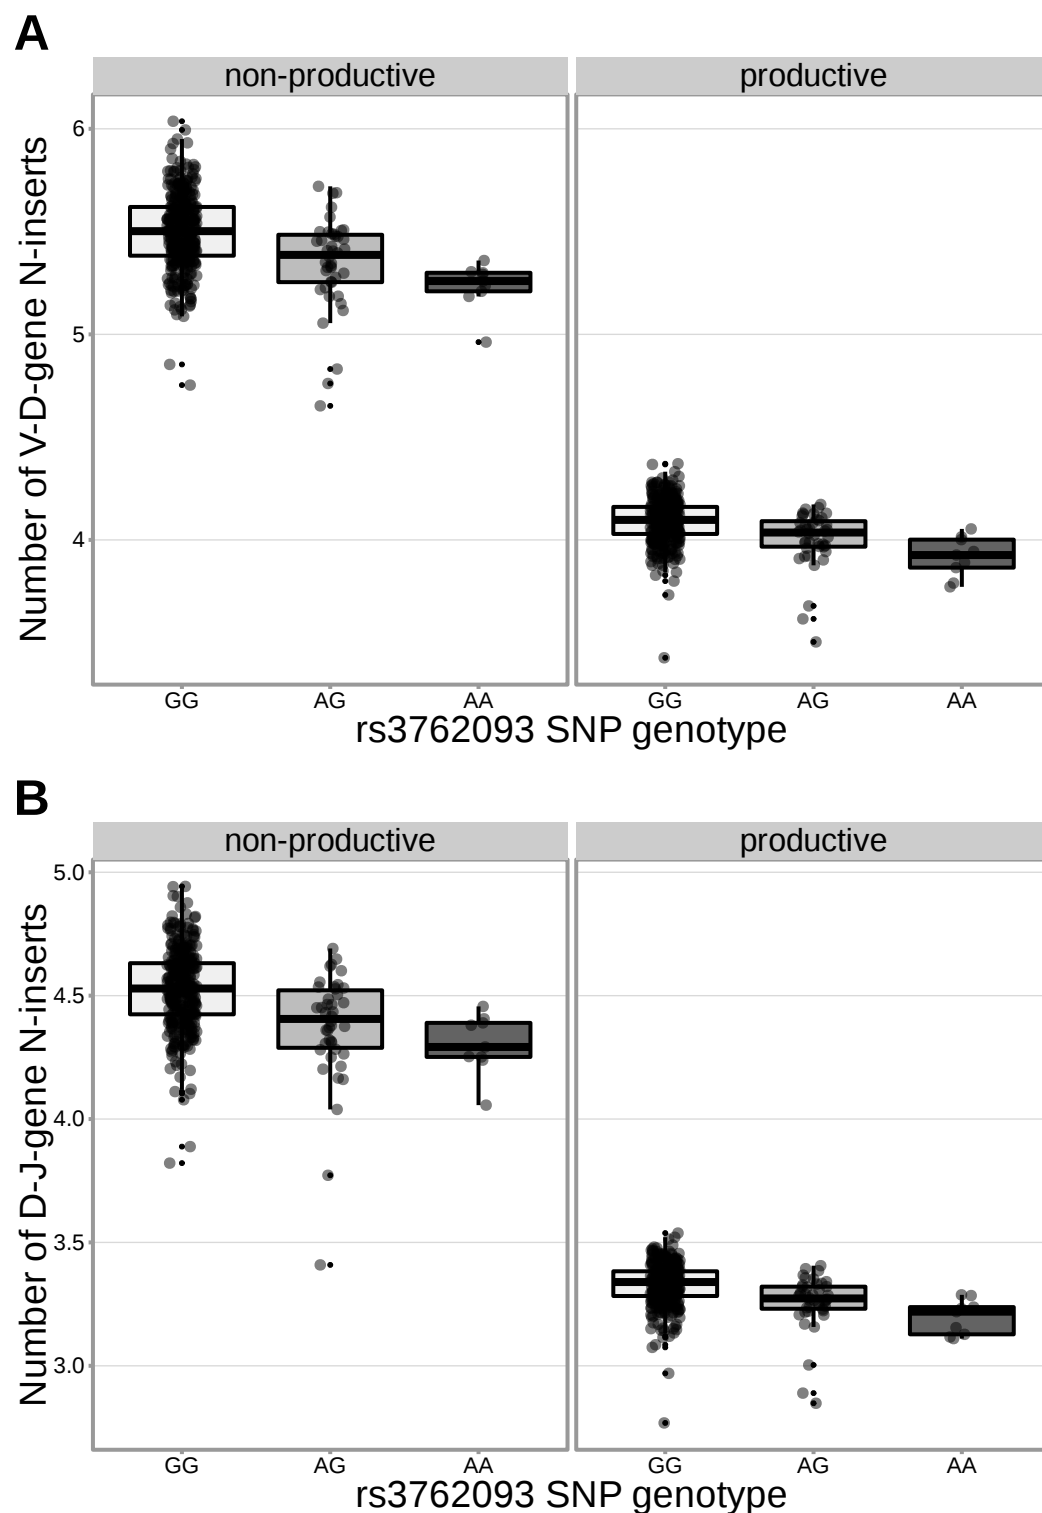 A
non-productive productive
Number of V-D-gene N-inserts
6
5
4
GG AG AA GG AG AA
rs3762093 SNP genotype
B
non-productive productive
Number of D-J-gene N-inserts
5.0
4.5
4.0
3.5
3.0
GG AG AA GG AG AA
rs3762093 SNP genotype